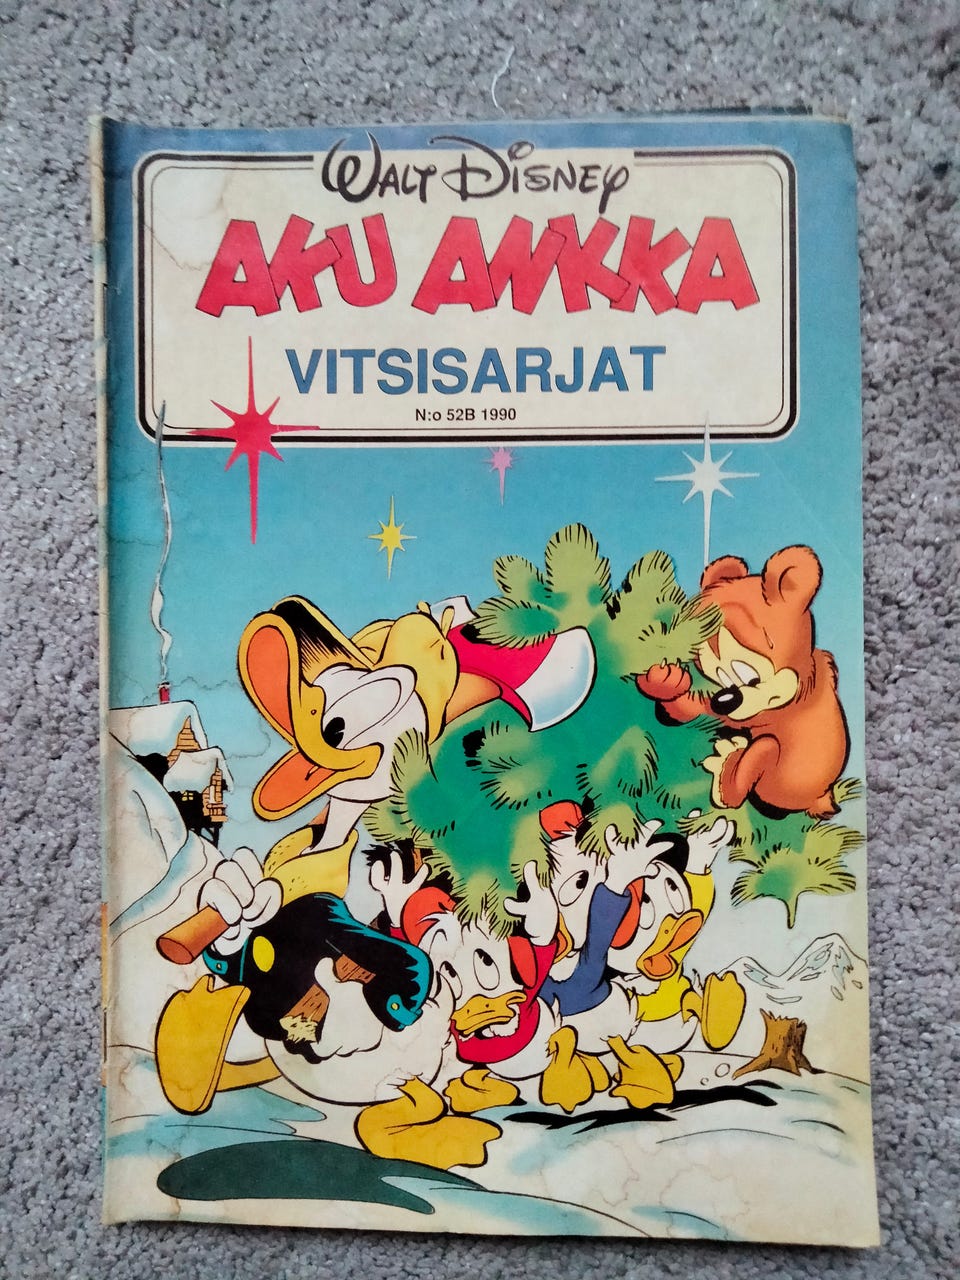 WALT DISNEY
AKU ANKKA
VITSISARJAT
N:o 52B 1990